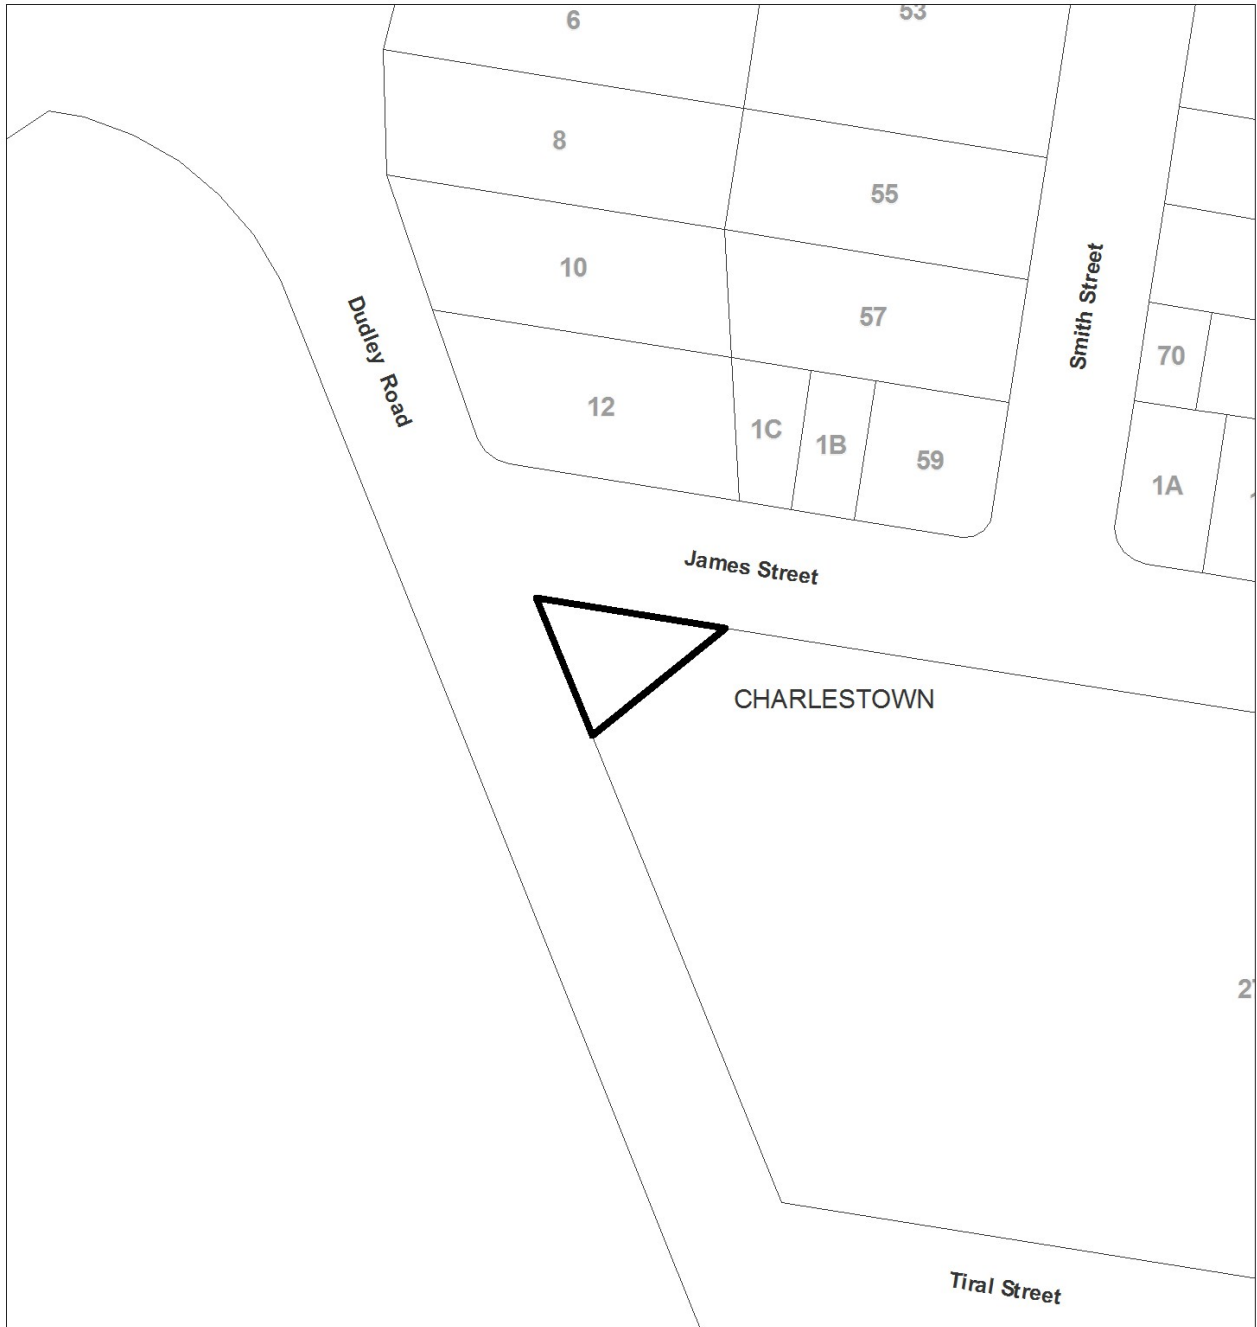 6
53
8
55
10
57
Dudley Road
Smith Street
70
12
1C
1B
59
1A
James Street
CHARLESTOWN
Tiral Street